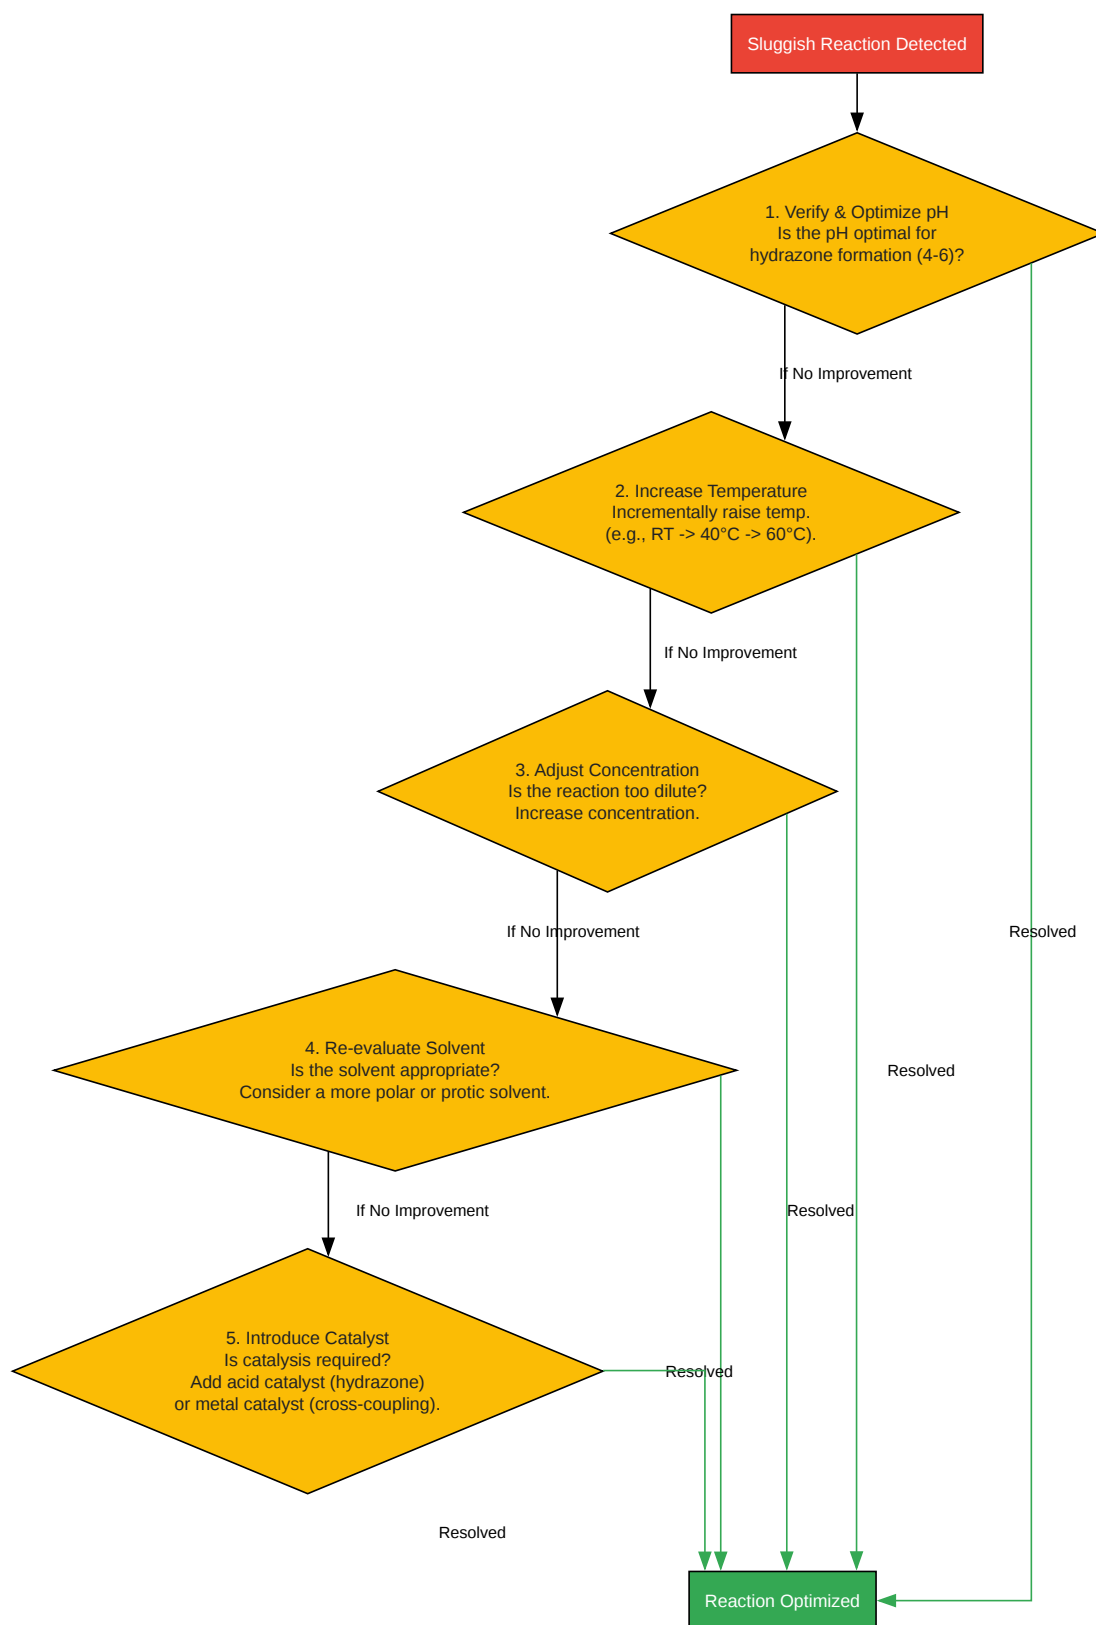 Sluggish Reaction Detected
1. Verify & Optimize pH
Is the pH optimal for
hydrazone formation (4-6)?
If No Improvement
2. Increase Temperature
Incrementally raise temp.
(e.g., RT -> 40°C -> 60°C).
If No Improvement
3. Adjust Concentration
Is the reaction too dilute?
Increase concentration.
If No Improvement
Resolved
4. Re-evaluate Solvent
Is the solvent appropriate?
Consider a more polar or protic solvent.
Resolved
If No Improvement
Resolved
5. Introduce Catalyst
Is catalysis required?
Add acid catalyst (hydrazone)
or metal catalyst (cross-coupling).
Resolved
Resolved
Reaction Optimized